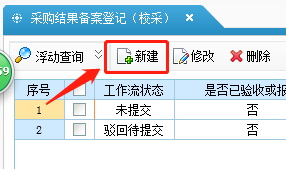 采购结果备案登记（校采） ×
浮动查询 新建 修改 删除
序号 工作流状态 是否已验收或报
1 未提交 否
2 驳回待提交 否
59